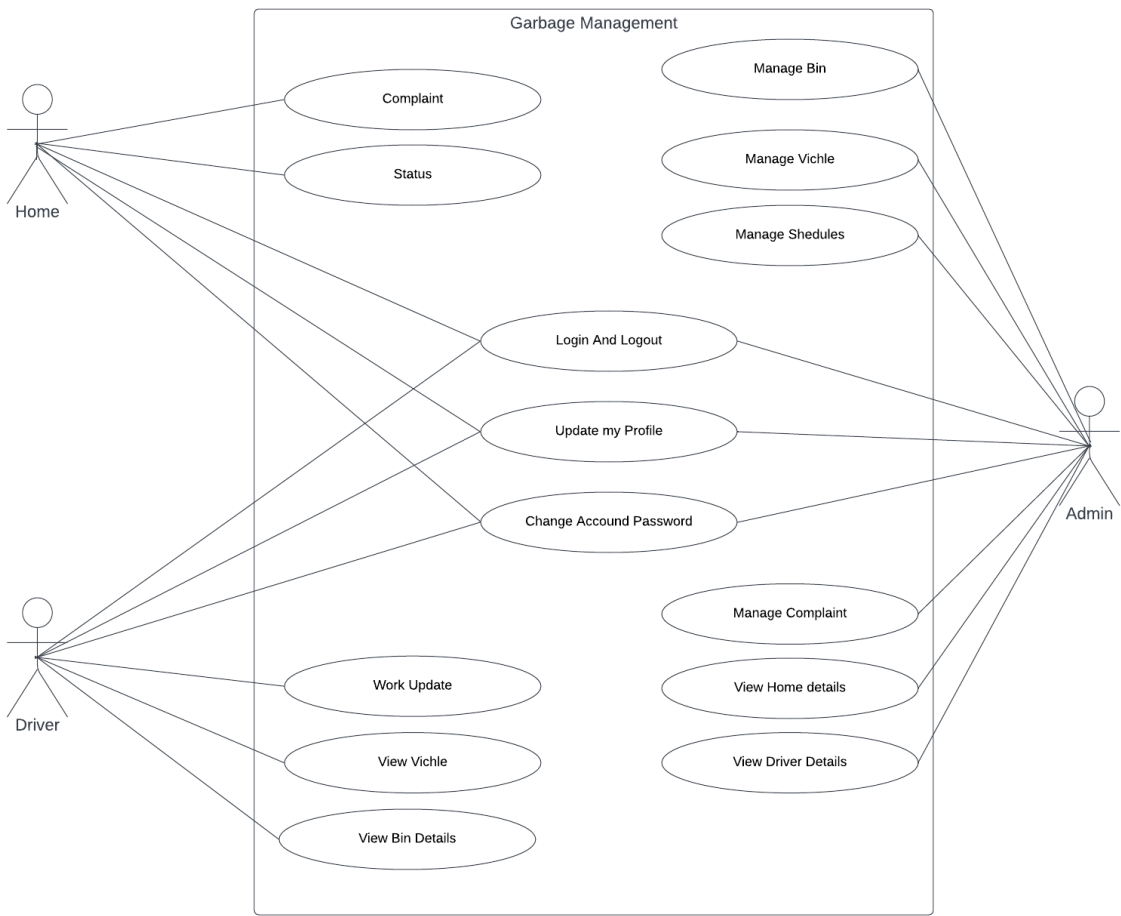 Garbage Management
Manage Bin
Complaint
Manage Vichle
Status
Home
Manage Shedules
Login And Logout
Update my Profile
Admin
Change Accound Password
Manage Complaint
Work Update
View Home details
Driver
View Vichle
View Driver Details
View Bin Details